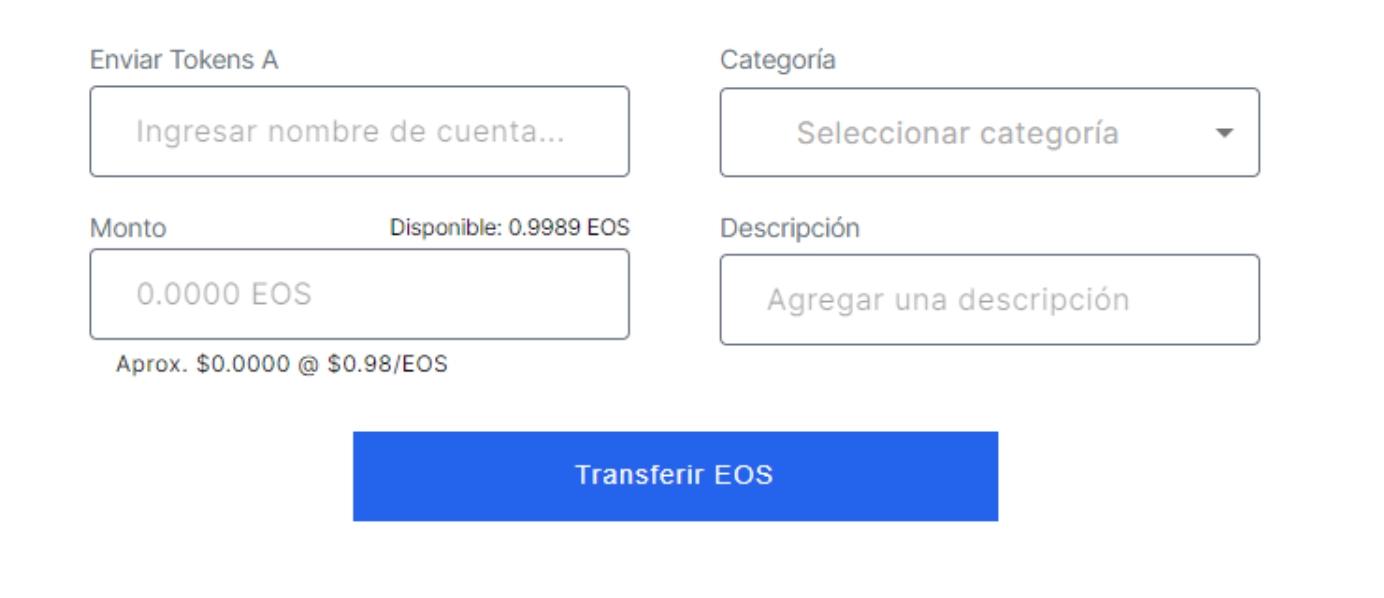 Enviar Tokens A
Ingresar nombre de cuenta...
Categoría
Seleccionar categoría
Monto
Disponible: 0.9989 EOS
0.0000 EOS
Aprox. $0.0000 @ $0.98/EOS
Descripción
Agregar una descripción
Transferir EOS